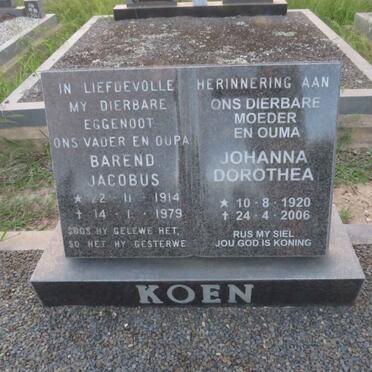 IN LIEFDEVOLLE HERINNERING AAN
MY DIERBARE
EGGENOOT
ONS VADER EN OUPA
BAREND
JACOBUS
★ 22 · 11 · 1914
✝ 14 · 1 · 1979
SOOS HY GELEWE HET,
SO HET HY GESTERWE
ONS DIERBARE
MOEDER
EN OUMA
JOHANNA
DOROTHEA
★ 10 · 8 · 1920
✝ 24 · 4 · 2006
RUS MY SIEL
JOU GOD IS KONING
KOEN